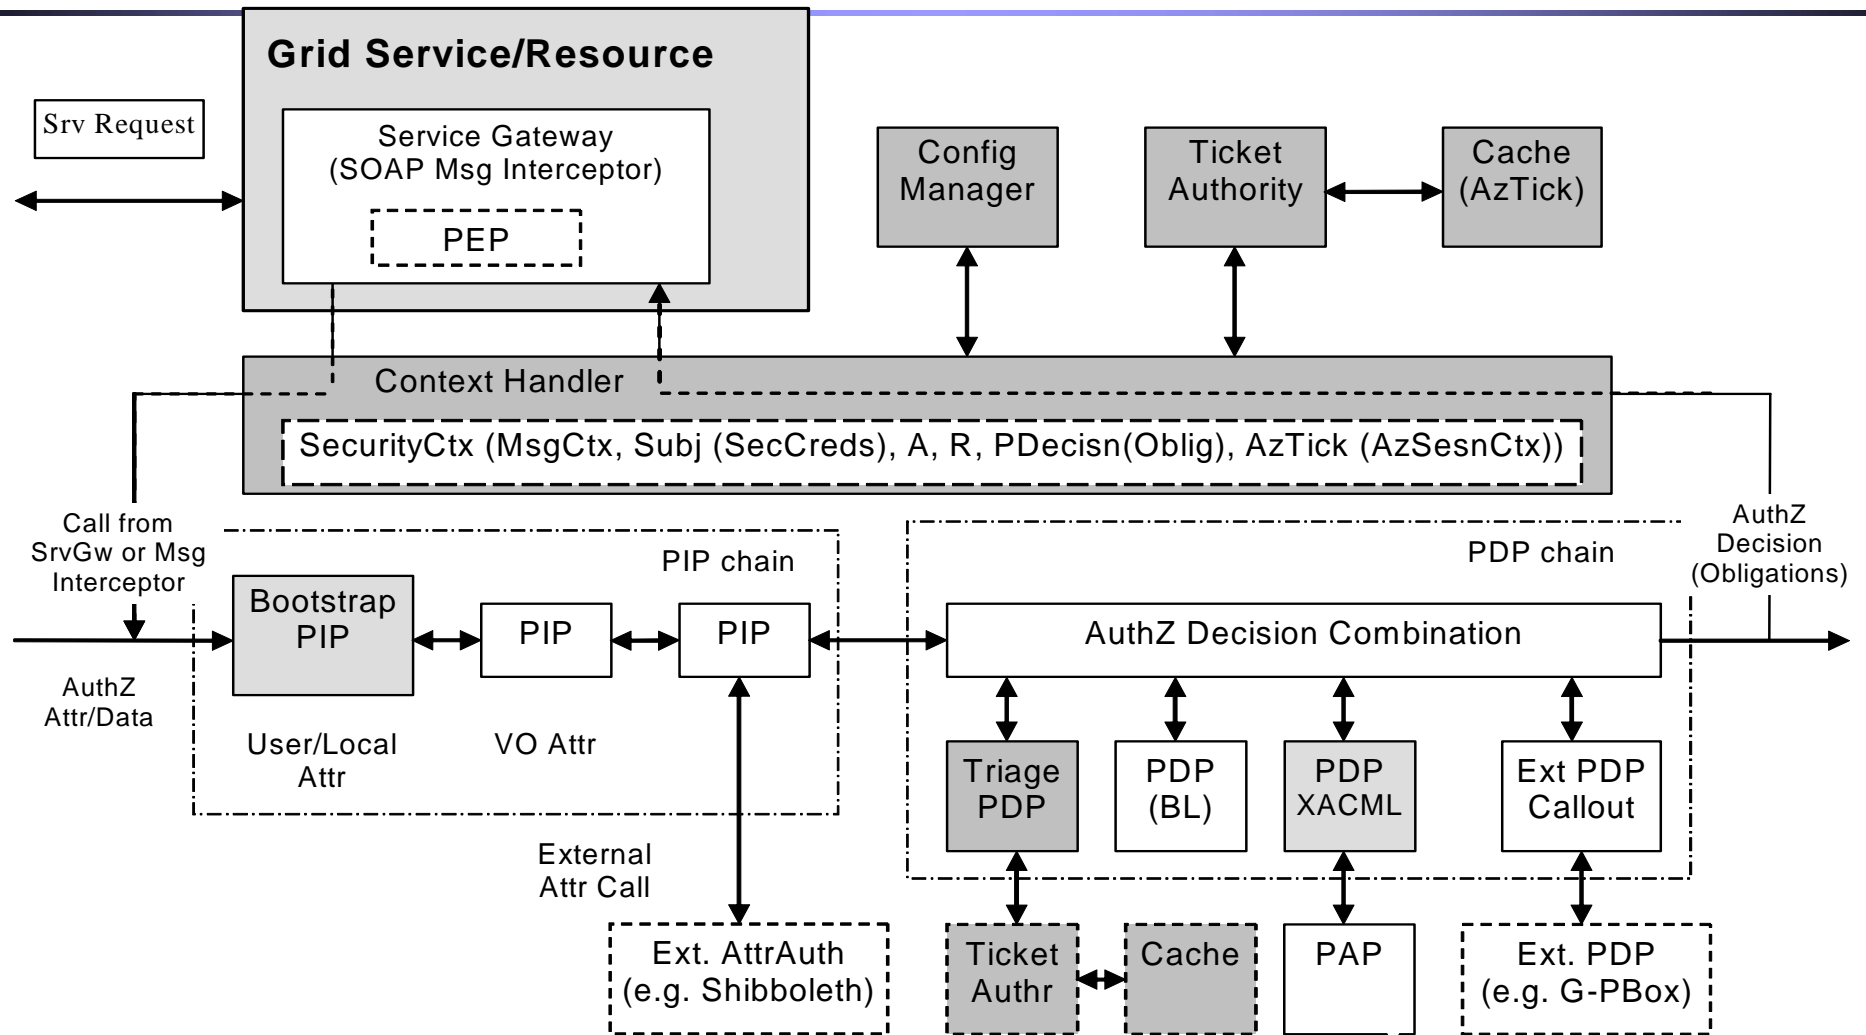 Grid Service/Resource
Srv Request
Service Gateway
(SOAP Msg Interceptor)
PEP
Config
Manager
Ticket
Authority
Cache
(AzTick)
Context Handler
SecurityCtx (MsgCtx, Subj (SecCreds), A, R, PDecisn(Oblig), AzTick (AzSesnCtx))
Call from
SrvGw or Msg
Interceptor
PIP chain
PDP chain
AuthZ
Decision
(Obligations)
Bootstrap
PIP
PIP
PIP
AuthZ Decision Combination
AuthZ
Attr/Data
User/Local
Attr
VO Attr
Triage
PDP
PDP
(BL)
PDP
XACML
Ext PDP
Callout
External
Attr Call
Ext. AttrAuth
(e.g. Shibboleth)
Ticket
Authr
Cache
PAP
Ext. PDP
(e.g. G-PBox)